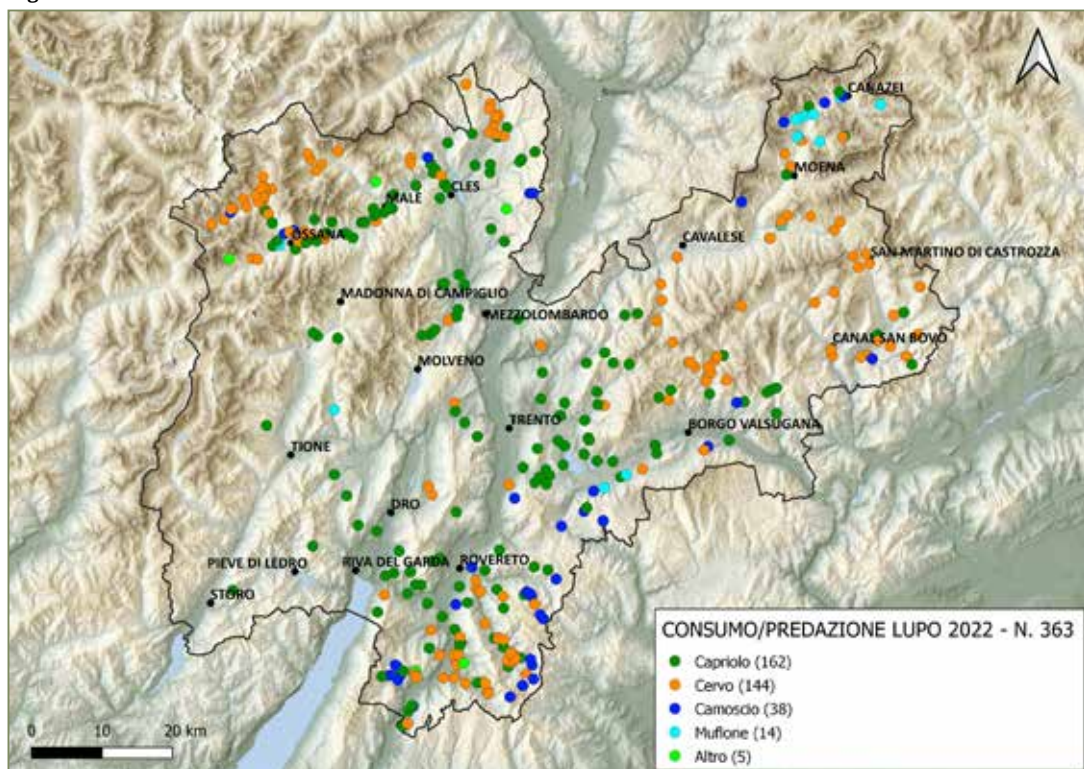 CANAZEI
MOENA
CLES
MALÈ
OSSANA
CAVALESE
SAN MARTINO DI CASTROZZA
MADONNA DI CAMPIGLIO
MEZZOLOMBARDO
CANAL SAN BOVO
MOLVENO
TRENTO
BORGO VALSUGANA
TIONE
DRO
PIEVE DI LEDRO
RIVA DEL GARDA
ROVERETO
STORO
CONSUMO/PREDAZIONE LUPO 2022 - N. 363
Capriolo (162)
Cervo (144)
Camoscio (38)
Muflone (14)
Altro (5)
0 10 20 km